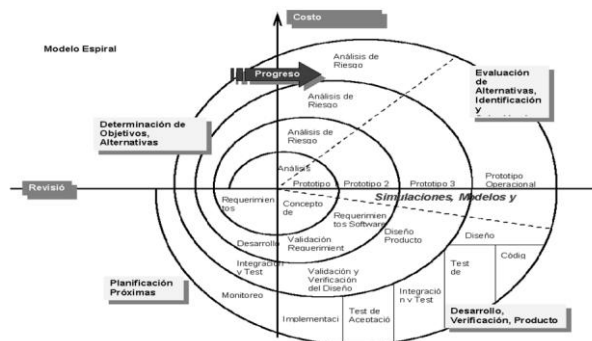 Costo
Modelo Espiral
Análisis de
Riesgo
Progreso
Evaluación
de
Alternativas,
Identificación
y
Análisis de
Riesgo
Determinación de
Objetivos,
Alternativas
Análisis de
Riesgo
Análisis
Revisió
Prototipo
Prototipo 2
Prototipo 3
Prototipo
Operacional
Simulaciones, Modelos y
Requerimien
tos
Concepto
de
Requerimien
tos Software
Diseño
Producto
Diseño
Desarrollo
Validación
Requeriment
Integración
y Test
Validación y
Verificación
del Diseño
Test
de
Códig
Planificación
Próximas
Monitoreo
Integració
n y Test
Implementaci
Test de
Aceptació
Desarrollo,
Verificación, Producto